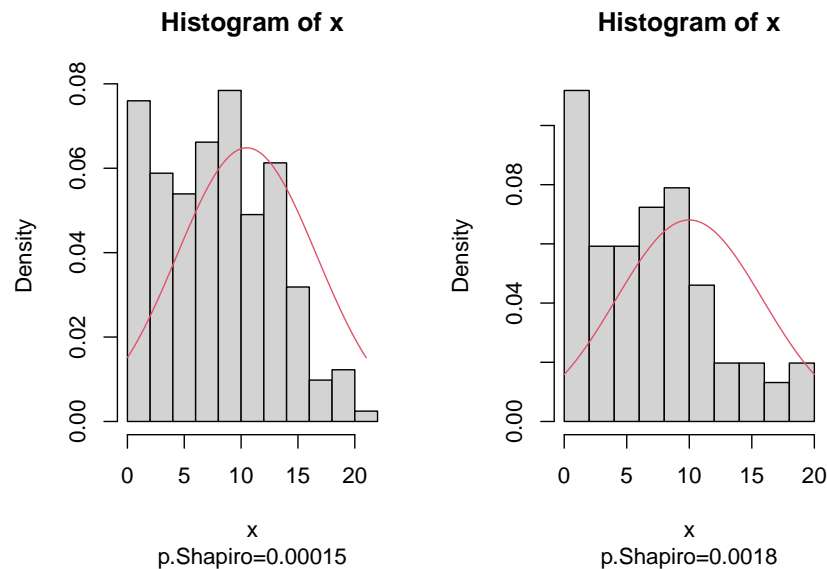 Histogram of x
Density
0.08
0.06
0.04
0.02
0.00
0 5 10 15 20
x
p.Shapiro=0.00015
Histogram of x
Density
0.08
0.04
0.00
0 5 10 15 20
x
p.Shapiro=0.0018